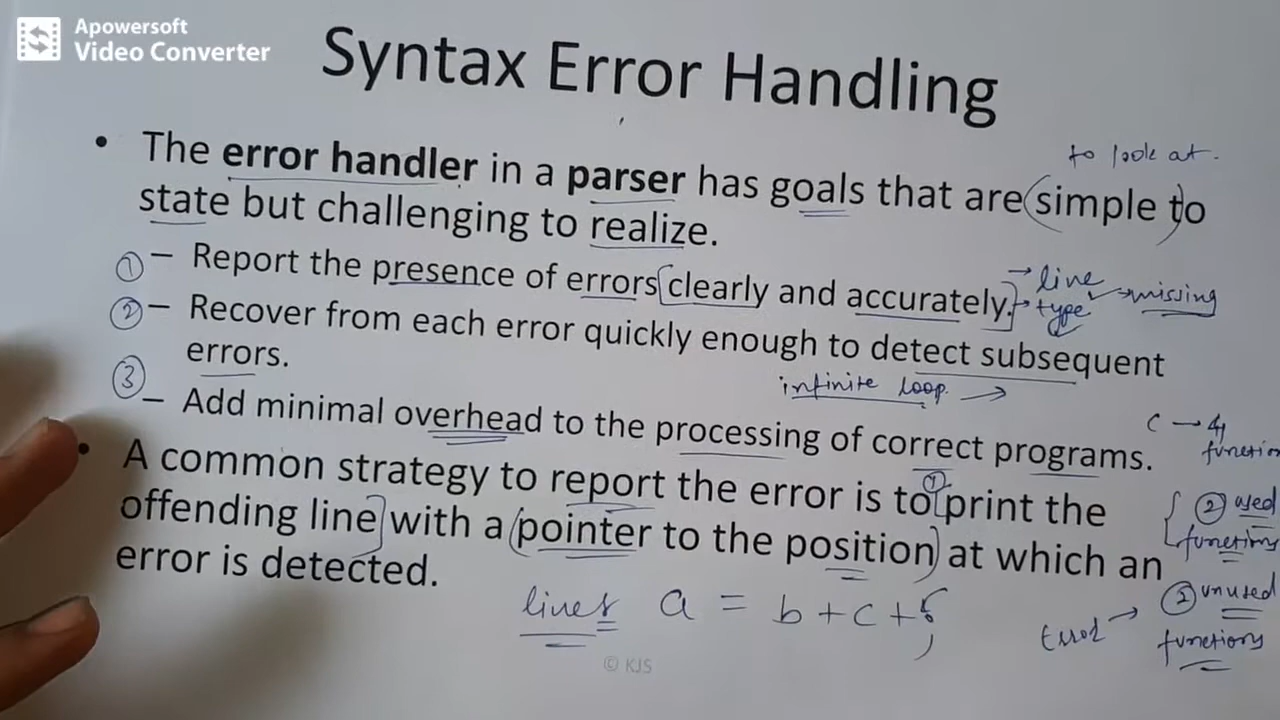 Apowersoft
Video Converter
Syntax Error Handling
to look at.
• The error handler in a parser has goals that are (simple to)
state but challenging to realize.
① – Report the presence of errors [clearly and accurately.] → line
→ type → missing
② – Recover from each error quickly enough to detect subsequent
errors.
infinite loop →
③ – Add minimal overhead to the processing of correct programs.
C → 4
functions
• A common strategy to report the error is to ① [print the
offending line] with a (pointer to the position) at which an
error is detected.
② used
functions
② unused
functions
Error →
line a = b + c +
© KJS